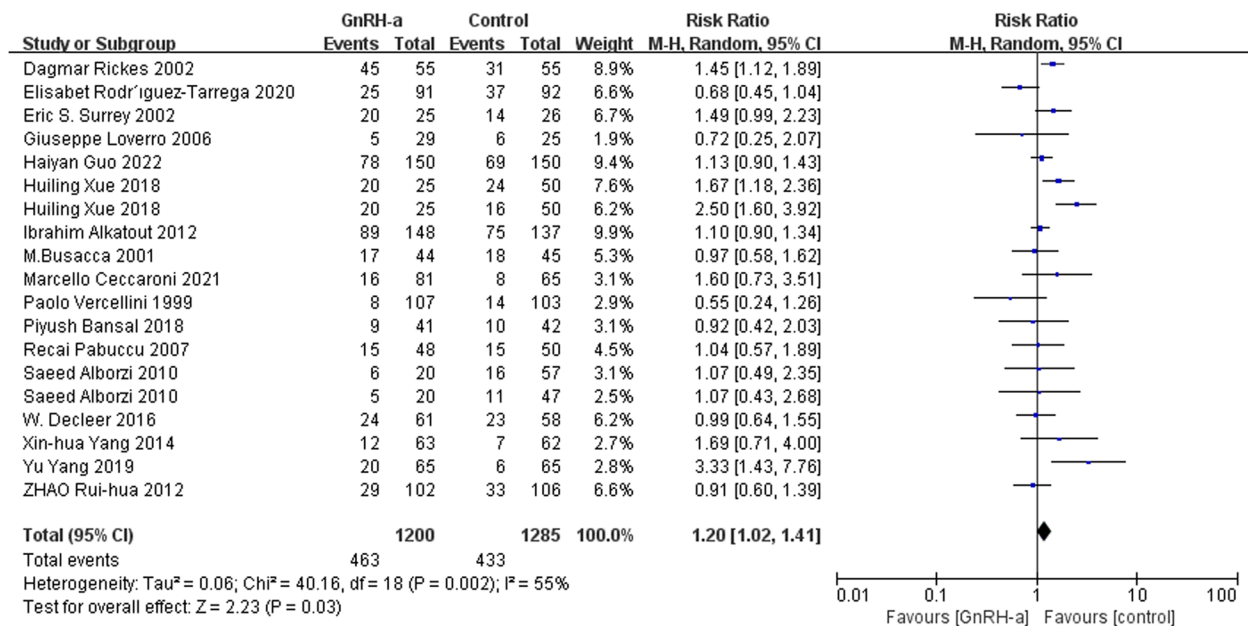 GnRH-a Control Risk Ratio Risk Ratio
Study or Subgroup Events Total Events Total Weight M-H, Random, 95% CI M-H, Random, 95% CI
Dagmar Rickes 2002 45 55 31 55 8.9% 1.45 [1.12, 1.89]
Elisabet Rodr´ıguez-Tarrega 2020 25 91 37 92 6.6% 0.68 [0.45, 1.04]
Eric S. Surrey 2002 20 25 14 26 6.7% 1.49 [0.99, 2.23]
Giuseppe Loverro 2006 5 29 6 25 1.9% 0.72 [0.25, 2.07]
Haiyan Guo 2022 78 150 69 150 9.4% 1.13 [0.90, 1.43]
Huiling Xue 2018 20 25 24 50 7.6% 1.67 [1.18, 2.36]
Huiling Xue 2018 20 25 16 50 6.2% 2.50 [1.60, 3.92]
Ibrahim Alkatout 2012 89 148 75 137 9.9% 1.10 [0.90, 1.34]
M.Busacca 2001 17 44 18 45 5.3% 0.97 [0.58, 1.62]
Marcello Ceccaroni 2021 16 81 8 65 3.1% 1.60 [0.73, 3.51]
Paolo Vercellini 1999 8 107 14 103 2.9% 0.55 [0.24, 1.26]
Piyush Bansal 2018 9 41 10 42 3.1% 0.92 [0.42, 2.03]
Recai Pabuccu 2007 15 48 15 50 4.5% 1.04 [0.57, 1.89]
Saeed Alborzi 2010 6 20 16 57 3.1% 1.07 [0.49, 2.35]
Saeed Alborzi 2010 5 20 11 47 2.5% 1.07 [0.43, 2.68]
W. Decleer 2016 24 61 23 58 6.2% 0.99 [0.64, 1.55]
Xin-hua Yang 2014 12 63 7 62 2.7% 1.69 [0.71, 4.00]
Yu Yang 2019 20 65 6 65 2.8% 3.33 [1.43, 7.76]
ZHAO Rui-hua 2012 29 102 33 106 6.6% 0.91 [0.60, 1.39]
Total (95% CI) 1200 1285 100.0% 1.20 [1.02, 1.41]
Total events 463 433
Heterogeneity: Tau² = 0.06; Chi² = 40.16, df = 18 (P = 0.002); I² = 55%
Test for overall effect: Z = 2.23 (P = 0.03)
0.01 0.1 1 10 100
Favours [GnRH-a] Favours [control]